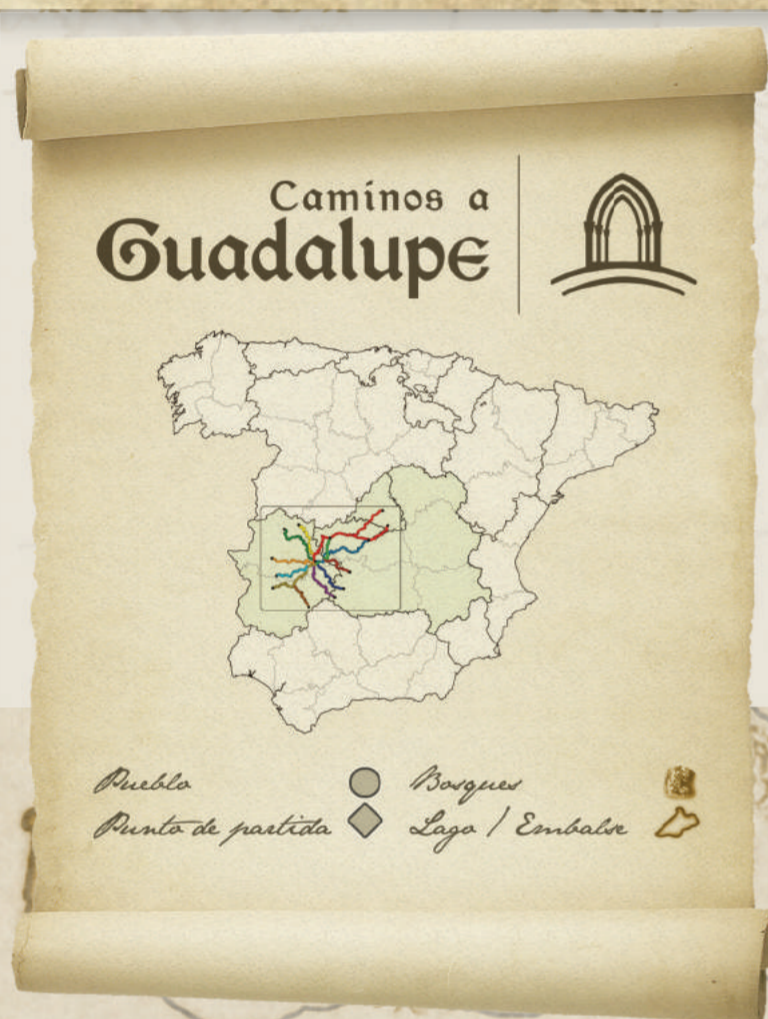 Caminos a
Guadalupe
Pueblo
Bosques
Punto de partida
Lago / Embalse